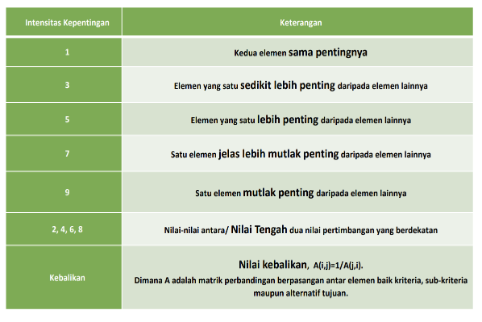 Intensitas Kepentingan Keterangan
1 Kedua elemen sama pentingnya
3 Elemen yang satu sedikit lebih penting daripada elemen lainnya
5 Elemen yang satu lebih penting daripada elemen lainnya
7 Satu elemen jelas lebih mutlak penting daripada elemen lainnya
9 Satu elemen mutlak penting daripada elemen lainnya
2, 4, 6, 8 Nilai-nilai antara/ Nilai Tengah dua nilai pertimbangan yang berdekatan
Kebalikan Nilai kebalikan, A(i,j)=1/A(j,i).
Dimana A adalah matrik perbandingan berpasangan antar elemen baik kriteria, sub-kriteria
maupun alternatif tujuan.